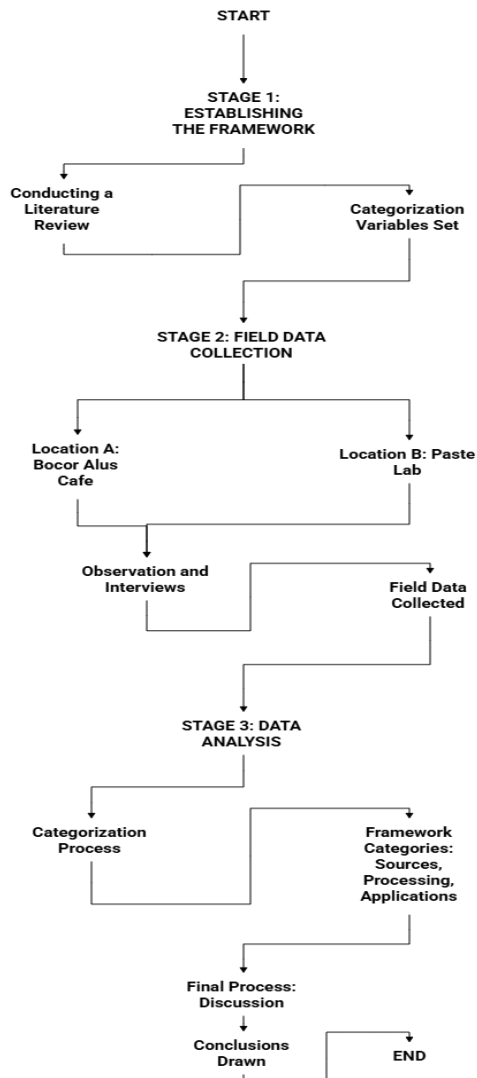 START
STAGE 1:
ESTABLISHING
THE FRAMEWORK
Conducting a
Literature
Review
Categorization
Variables Set
STAGE 2: FIELD DATA
COLLECTION
Location A:
Bocor Alus
Cafe
Location B: Paste
Lab
Observation and
Interviews
Field Data
Collected
STAGE 3: DATA
ANALYSIS
Categorization
Process
Framework
Categories:
Sources,
Processing,
Applications
Final Process:
Discussion
Conclusions
Drawn
END